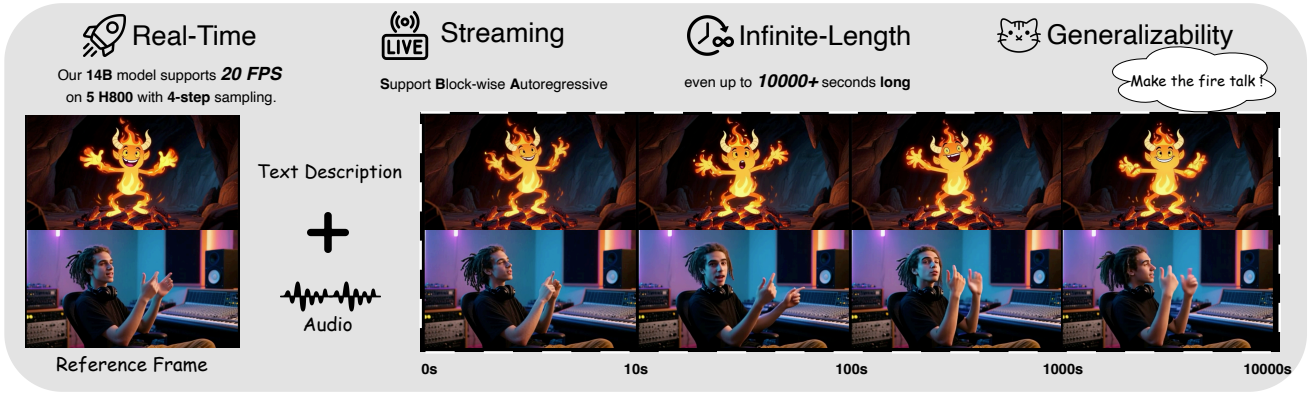 Real-Time
Our 14B model supports 20 FPS
on 5 H800 with 4-step sampling.
LIVE
Streaming
Support Block-wise Autoregressive
Infinite-Length
even up to 10000+ seconds long
Generalizability
Make the fire talk !
Text Description
Audio
Reference Frame
0s
10s
100s
1000s
10000s